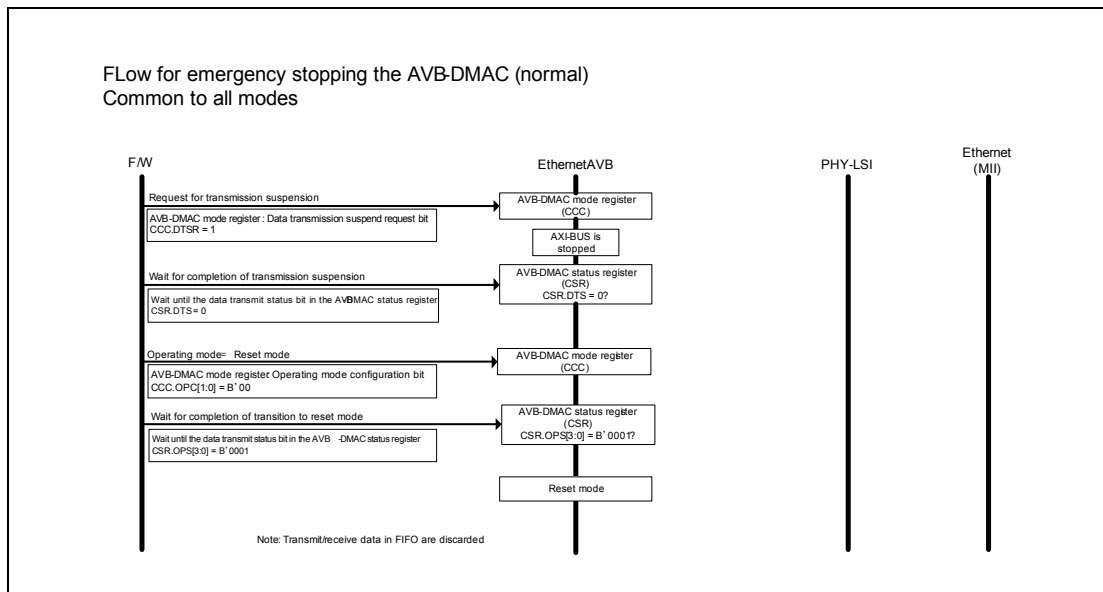 FLow for emergency stopping the AVB-DMAC (normal)
Common to all modes
F/W
EthernetAVB
PHY-LSI
Ethernet
(MII)
Request for transmission suspension
AVB-DMAC mode register : Data transmission suspend request bit
CCC.DTSR = 1
AVB-DMAC mode register
(CCC)
AXI-BUS is
stopped
Wait for completion of transmission suspension
Wait until the data transmit status bit in the AVBMAC status register
CSR.DTS = 0
AVB-DMAC status register
(CSR)
CSR.DTS = 0?
Operating mode= Reset mode
AVB-DMAC mode register: Operating mode configuration bit
CCC.OPC[1:0] = B'00
AVB-DMAC mode register
(CCC)
Wait for completion of transition to reset mode
Wait until the data transmit status bit in the AVB -DMAC status register
CSR.OPS[3:0] = B'0001
AVB-DMAC status register
(CSR)
CSR.OPS[3:0] = B'0001?
Reset mode
Note: Transmit/receive data in FIFO are discarded